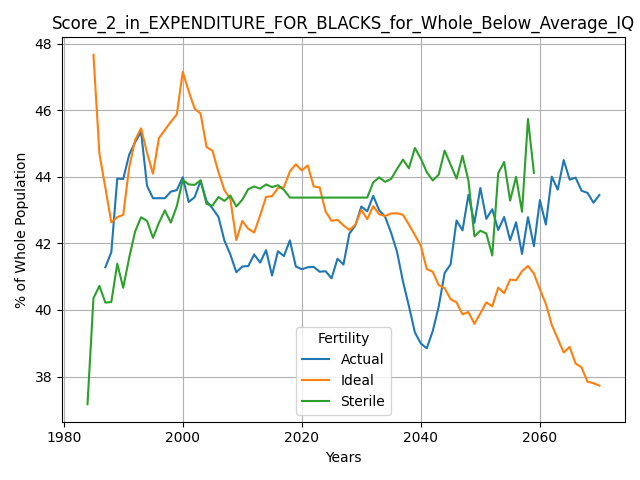 Score_2_in_EXPENDITURE_FOR_BLACKS_for_Whole_Below_Average_IQ
48
46
44
42
40
38
% of Whole Population
Fertility
Actual
Ideal
Sterile
1980 2000 2020 2040 2060
Years